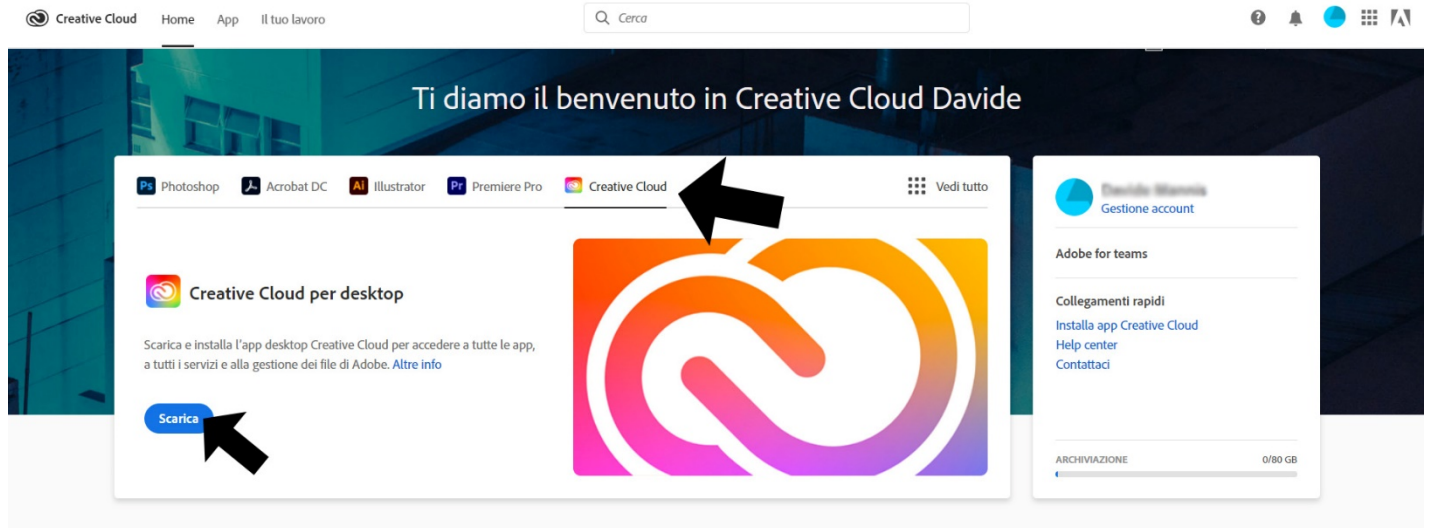 Creative Cloud Home App Il tuo lavoro Cerca
Ti diamo il benvenuto in Creative Cloud Davide
Ps Photoshop Acrobat DC Ai Illustrator Pr Premiere Pro Creative Cloud Vedi tutto
Creative Cloud per desktop
Scarica e installa l'app desktop Creative Cloud per accedere a tutte le app,
a tutti i servizi e alla gestione dei file di Adobe. Altre info
Scarica
Gestione account
Adobe for teams
Collegamenti rapidi
Installa app Creative Cloud
Help center
Contattaci
ARCHIVIAZIONE 0/80 GB